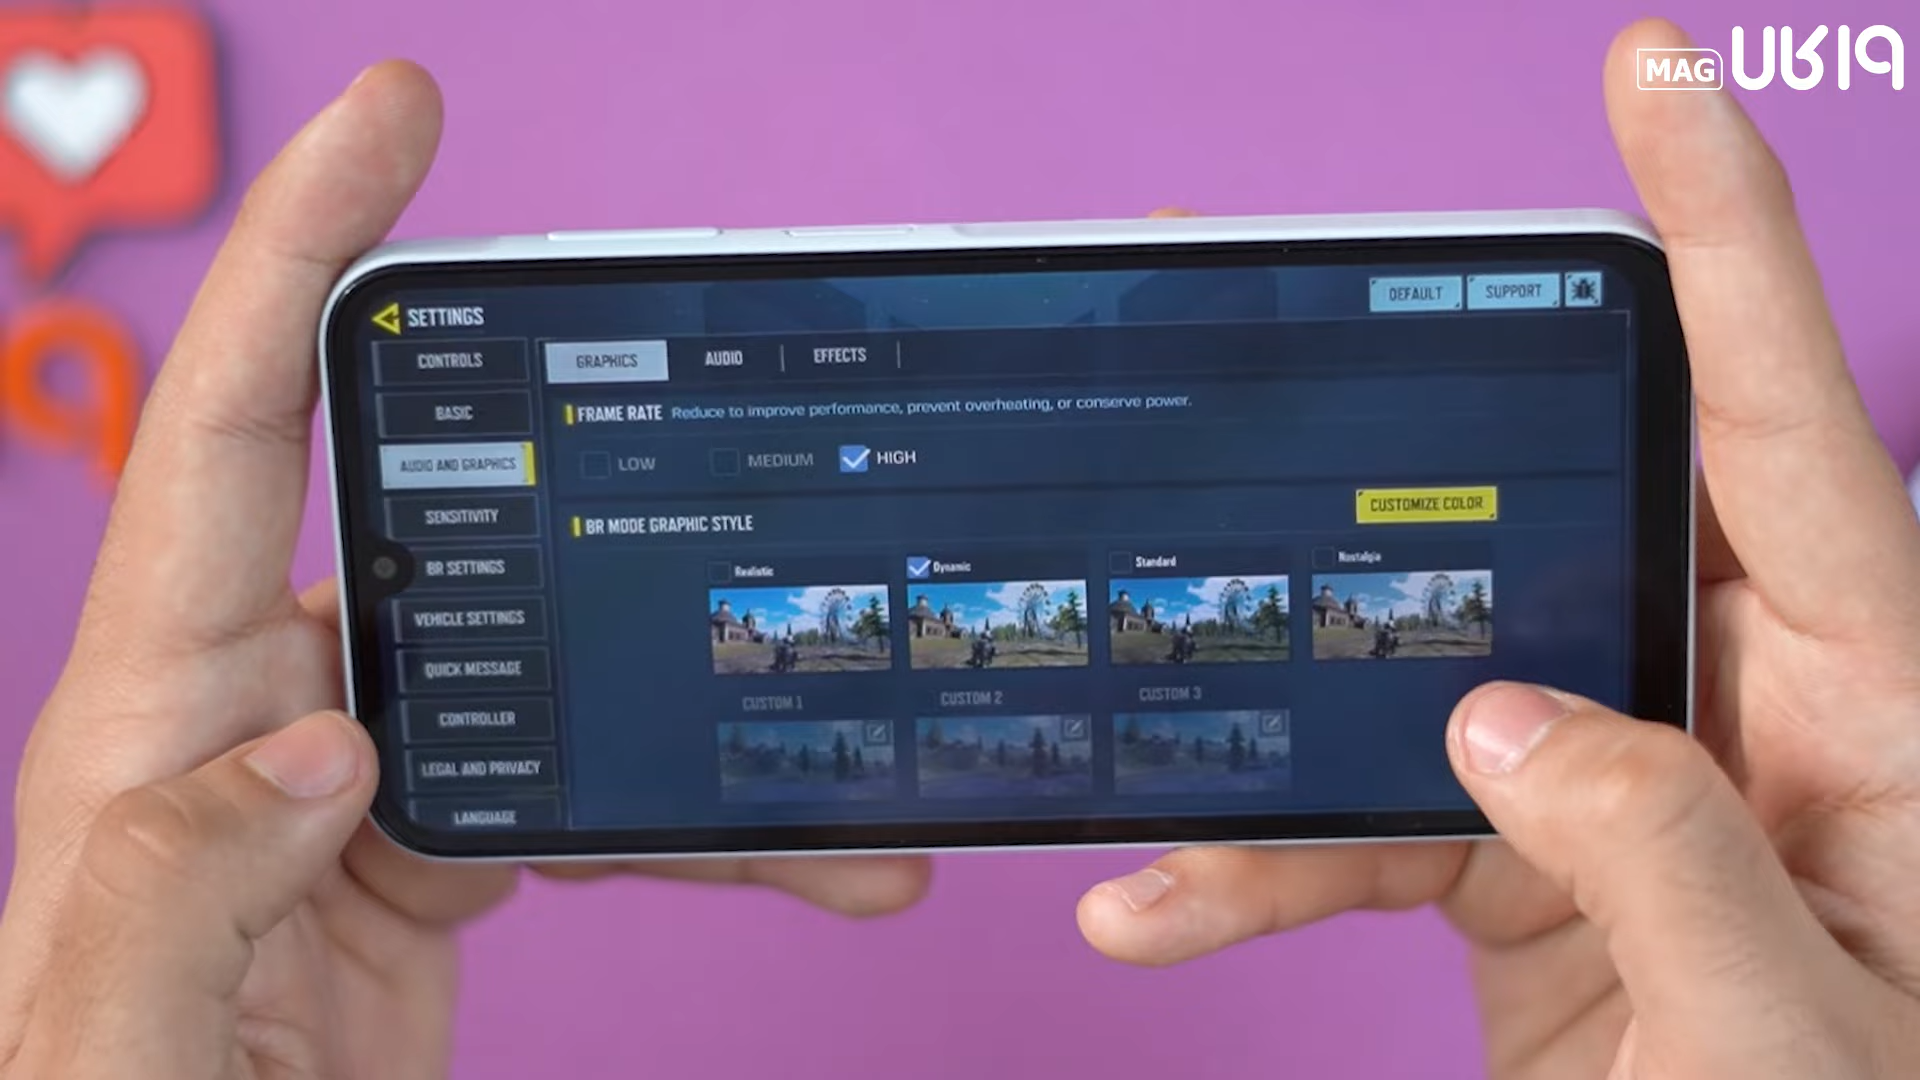 MAG
SETTINGS
DEFAULT
SUPPORT
CONTROLS
BASIC
AUDIO AND GRAPHICS
SENSITIVITY
BR SETTINGS
VEHICLE SETTINGS
QUICK MESSAGE
CONTROLLER
LEGAL AND PRIVACY
LANGUAGE
GRAPHICS
AUDIO
EFFECTS
FRAME RATE Reduce to improve performance, prevent overheating, or conserve power.
LOW
MEDIUM
HIGH
BR MODE GRAPHIC STYLE
CUSTOMIZE COLOR
Realistic
Dynamic
Standard
Nostalgia
CUSTOM 1
CUSTOM 2
CUSTOM 3